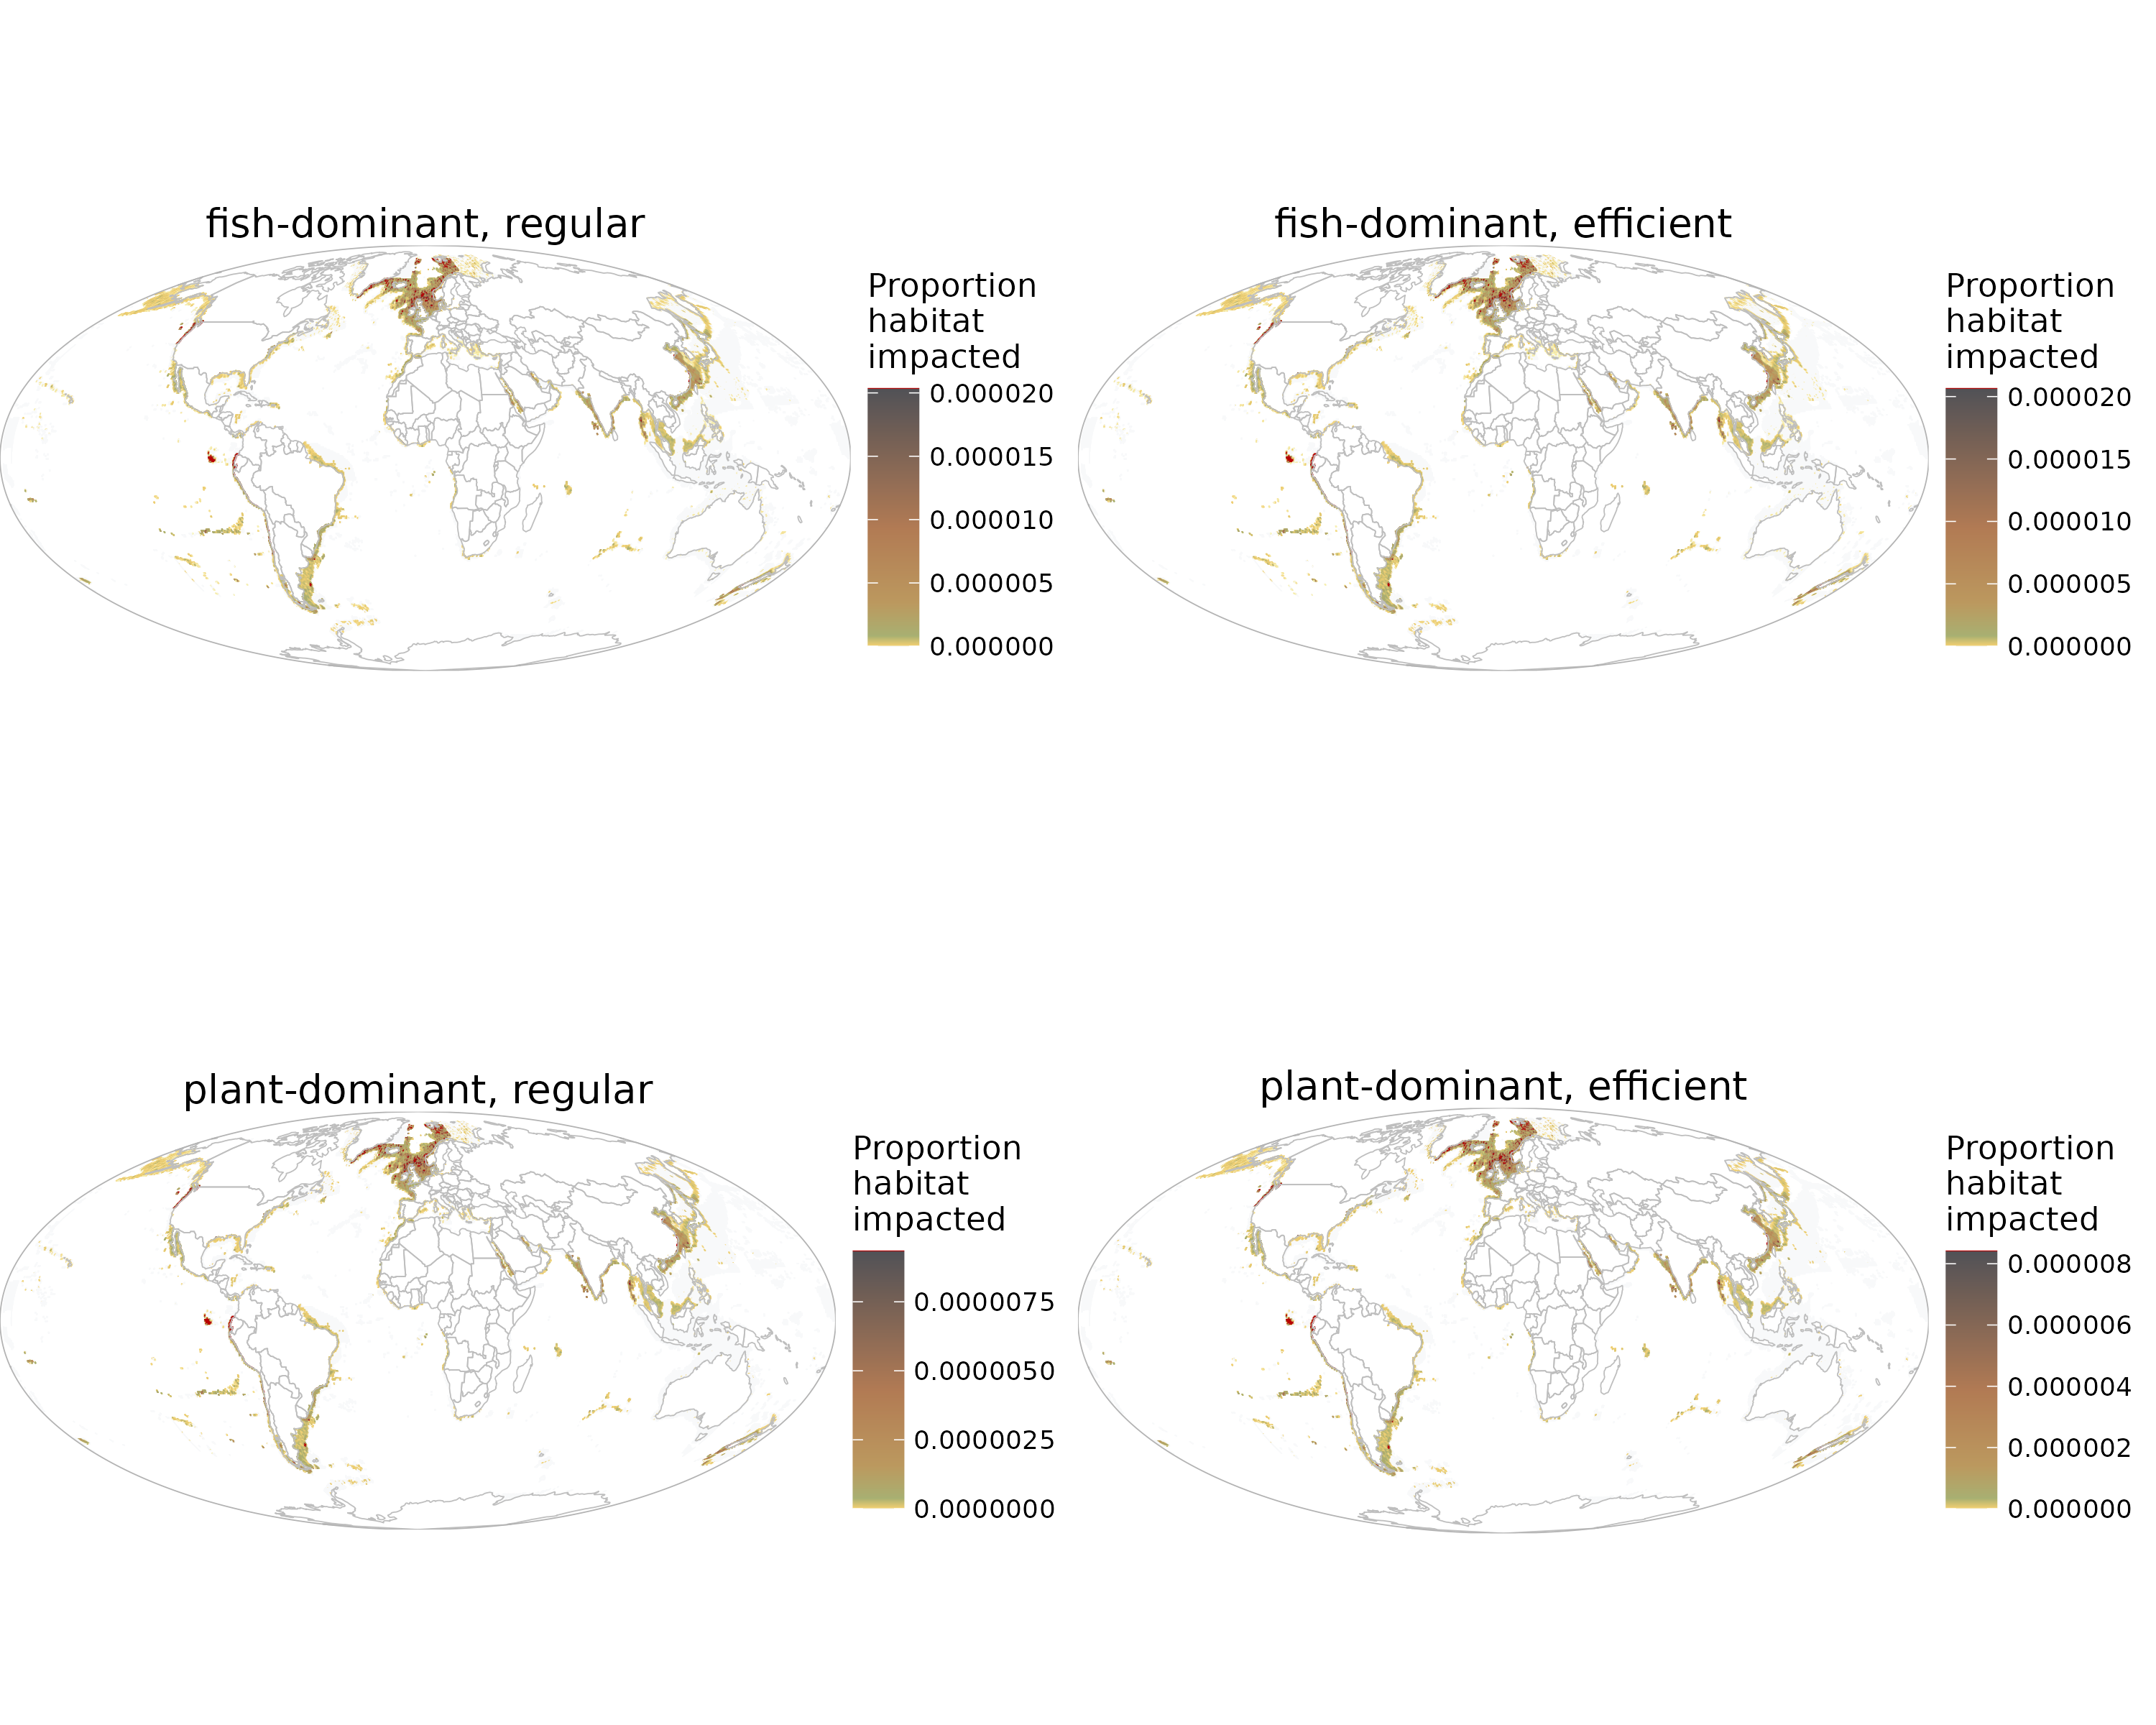 fish-dominant, regular
Proportion
habitat
impacted
0.000020
0.000015
0.000010
0.000005
0.000000
fish-dominant, efficient
Proportion
habitat
impacted
0.000020
0.000015
0.000010
0.000005
0.000000
plant-dominant, regular
Proportion
habitat
impacted
0.0000075
0.0000050
0.0000025
0.0000000
plant-dominant, efficient
Proportion
habitat
impacted
0.000008
0.000006
0.000004
0.000002
0.000000